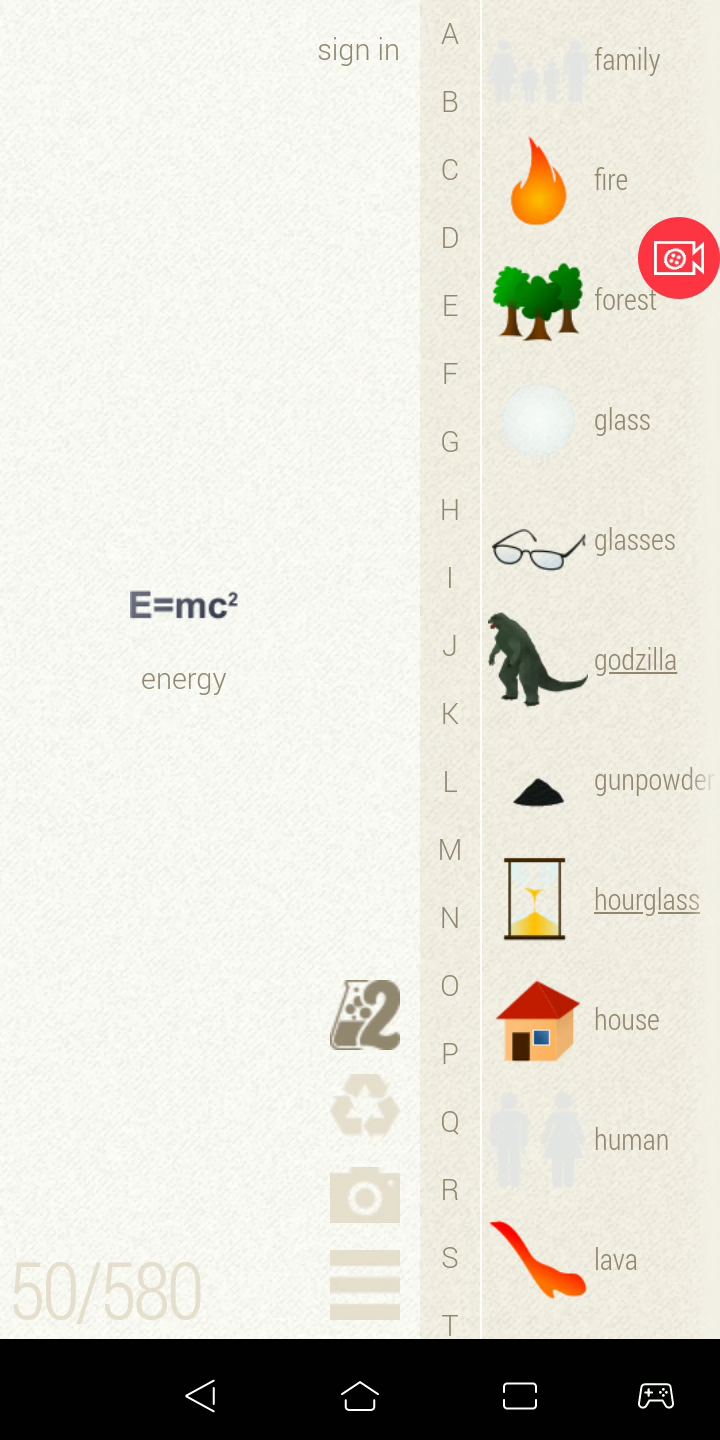 sign in
E=mc²
energy
2
50/580
A
B
C
D
E
F
G
H
I
J
K
L
M
N
O
P
Q
R
S
T
family
fire
forest
glass
glasses
godzilla
gunpowder
hourglass
house
human
lava